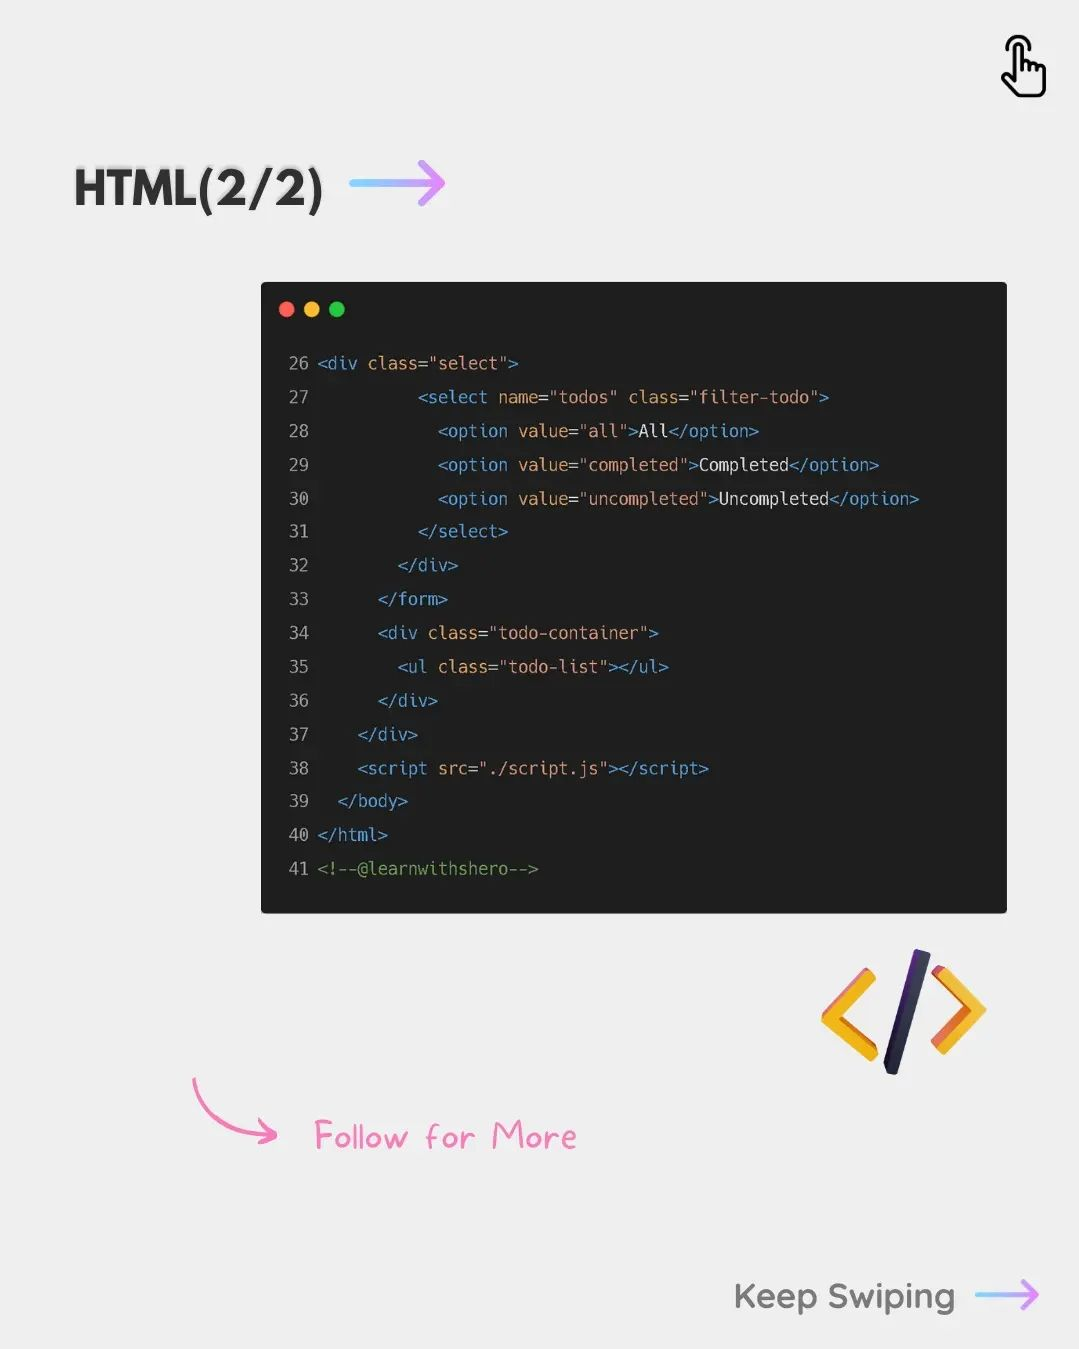 HTML(2/2)
26 <div class="select">
27 <select name="todos" class="filter-todo">
28 <option value="all">All</option>
29 <option value="completed">Completed</option>
30 <option value="uncompleted">Uncompleted</option>
31 </select>
32 </div>
33 </form>
34 <div class="todo-container">
35 <ul class="todo-list"></ul>
36 </div>
37 </div>
38 <script src="./script.js"></script>
39 </body>
40 </html>
41 <!--@learnwithshero-->
Follow for More
Keep Swiping